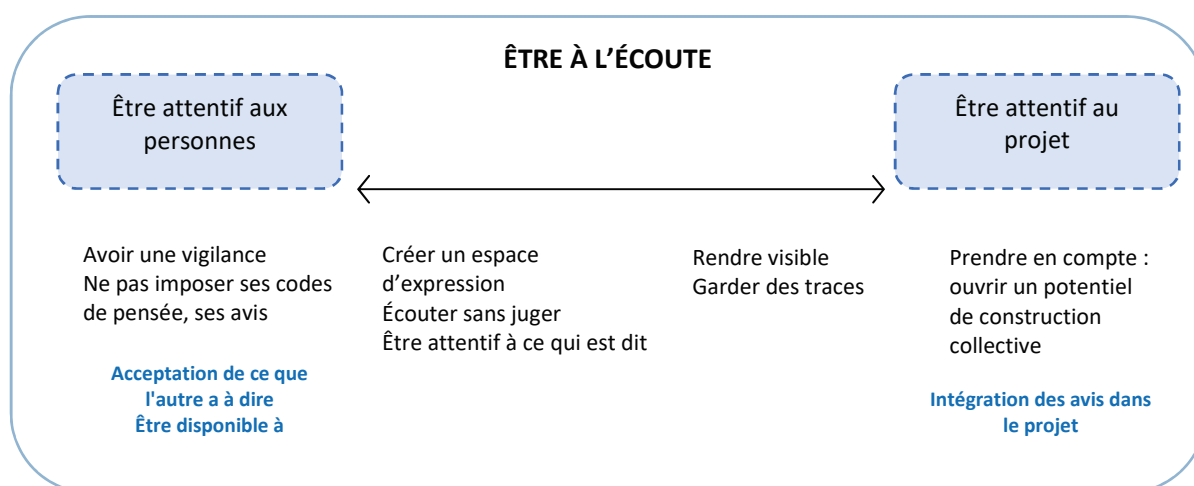 ÊTRE À L’ÉCOUTE
Être attentif aux
personnes
Être attentif au
projet
Avoir une vigilance
Ne pas imposer ses codes
de pensée, ses avis
Acceptation de ce que
l'autre a à dire
Être disponible à
Créer un espace
d’expression
Écouter sans juger
Être attentif à ce qui est dit
Rendre visible
Garder des traces
Prendre en compte :
ouvrir un potentiel
de construction
collective
Intégration des avis dans
le projet